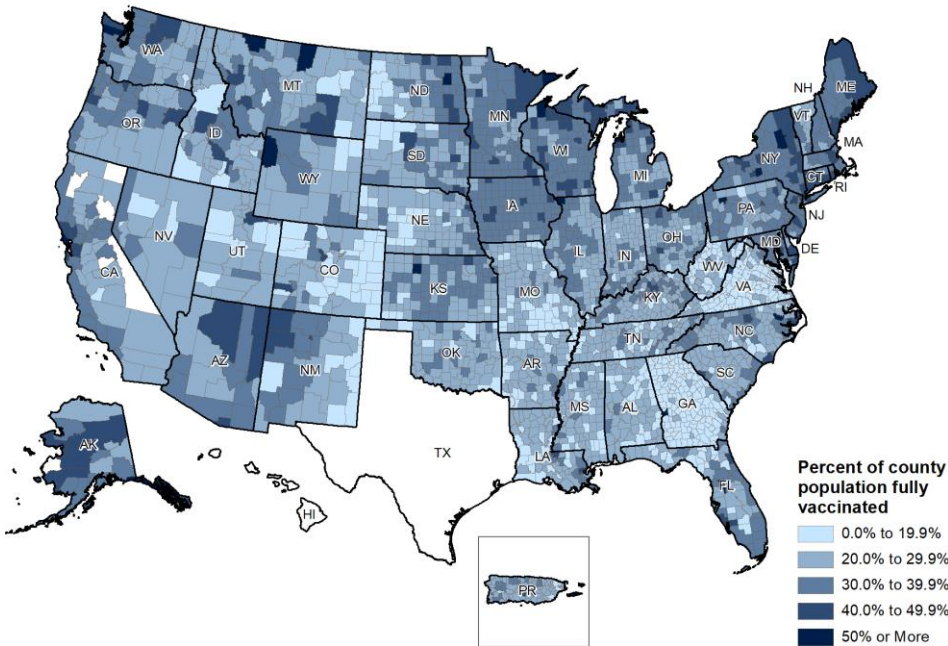 WA
OR
CA
ID
NV
MT
WY
UT
CO
AZ
NM
ND
SD
NE
KS
OK
TX
MN
IA
MO
AR
LA
WI
IL
MI
IN
OH
KY
TN
MS
AL
GA
FL
SC
NC
VA
WV
PA
NY
VT
NH
ME
MA
CT
RI
NJ
DE
MD
AK
HI
PR
Percent of county
population fully
vaccinated
0.0% to 19.9%
20.0% to 29.9%
30.0% to 39.9%
40.0% to 49.9%
50% or More